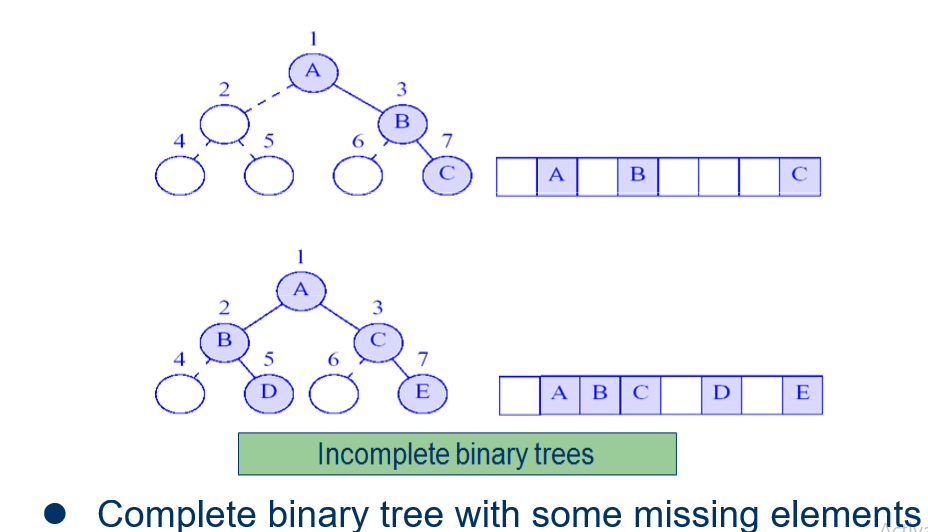 1
A
2 3
B
4 5 6 7
C
A B C
1
A
2 3
B C
4 5 6 7
D E
A B C D E
Incomplete binary trees
● Complete binary tree with some missing elements